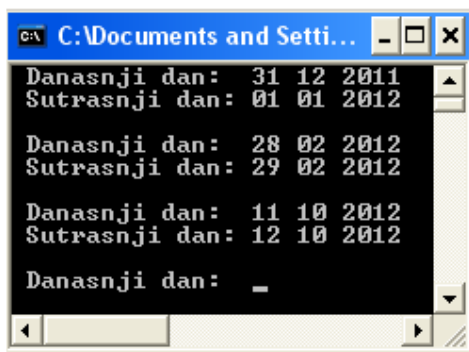 C:\Documents and Setti...
Danasnji dan: 31 12 2011
Sutrasnji dan: 01 01 2012
Danasnji dan: 28 02 2012
Sutrasnji dan: 29 02 2012
Danasnji dan: 11 10 2012
Sutrasnji dan: 12 10 2012
Danasnji dan: _